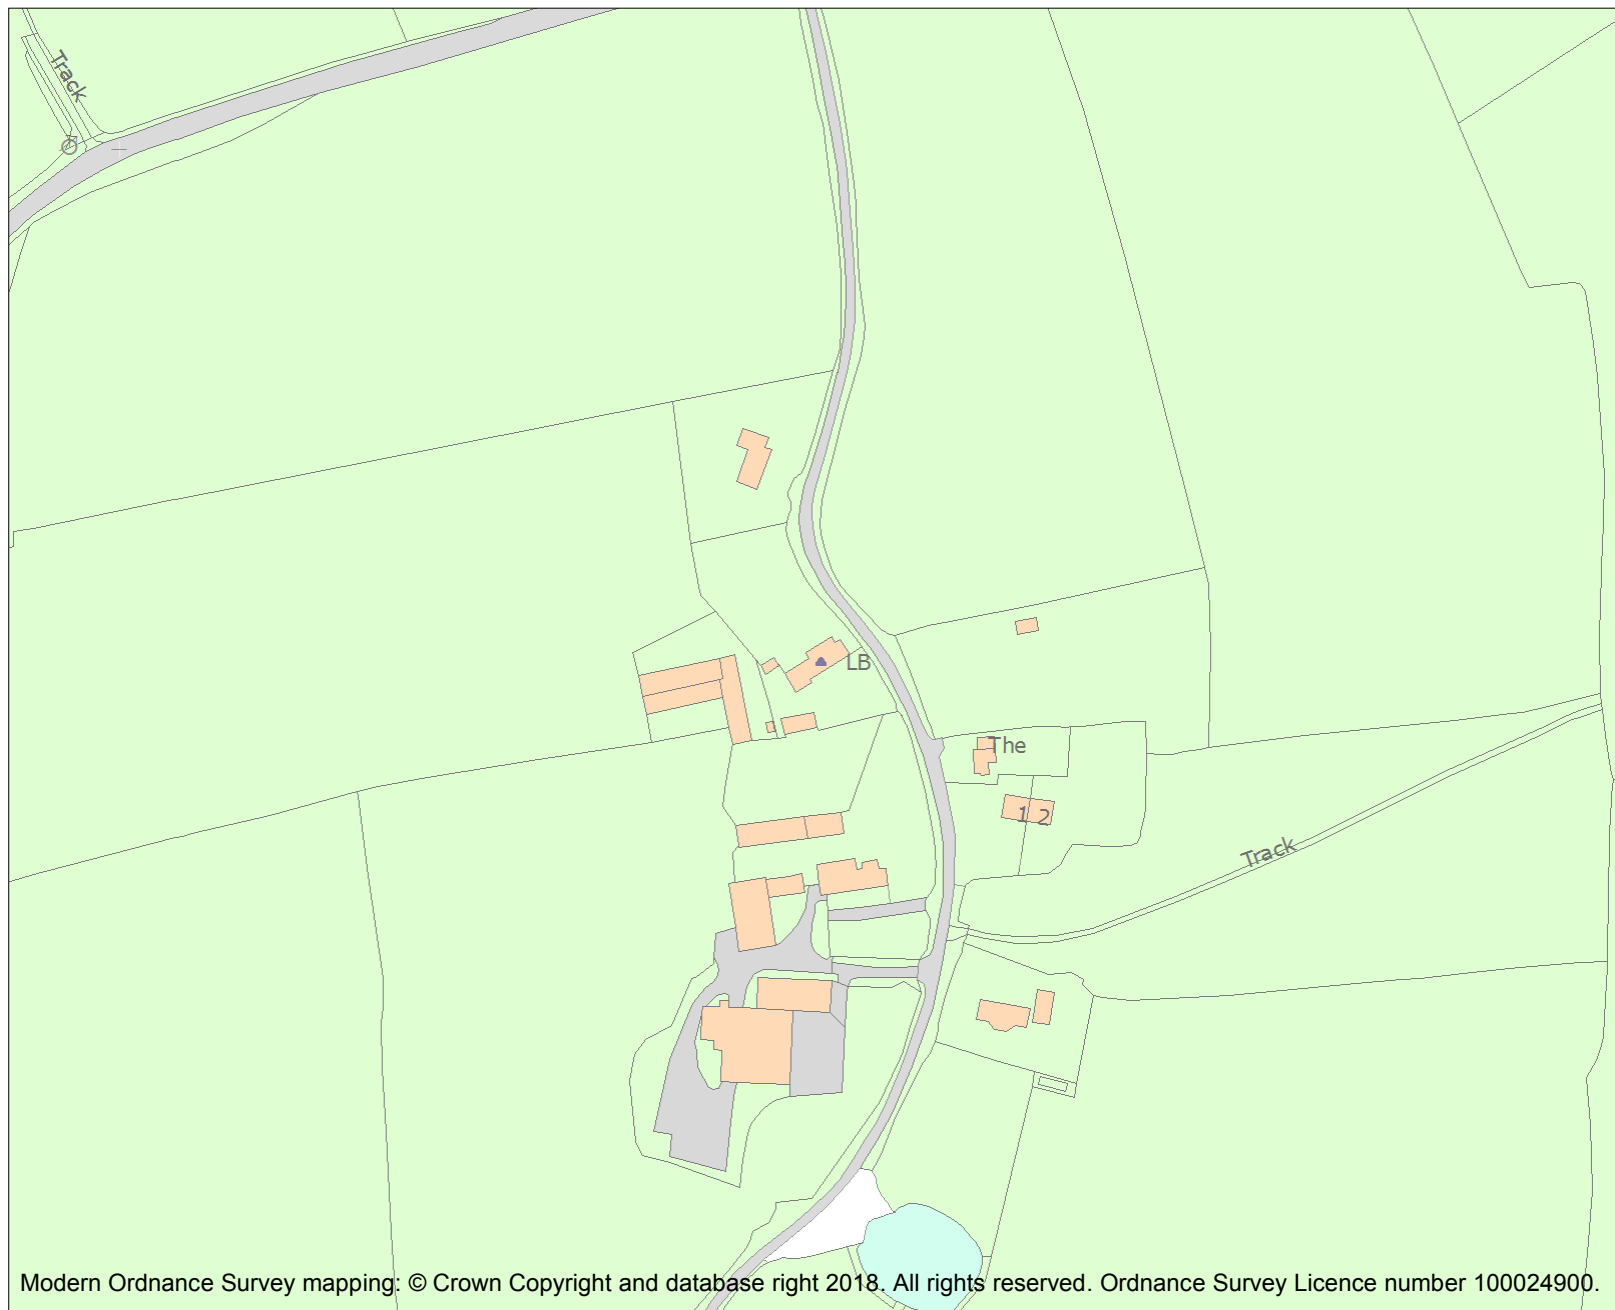 Track
LB
The
1 2
Track
Modern Ordnance Survey mapping: © Crown Copyright and database right 2018. All rights reserved. Ordnance Survey Licence number 100024900.